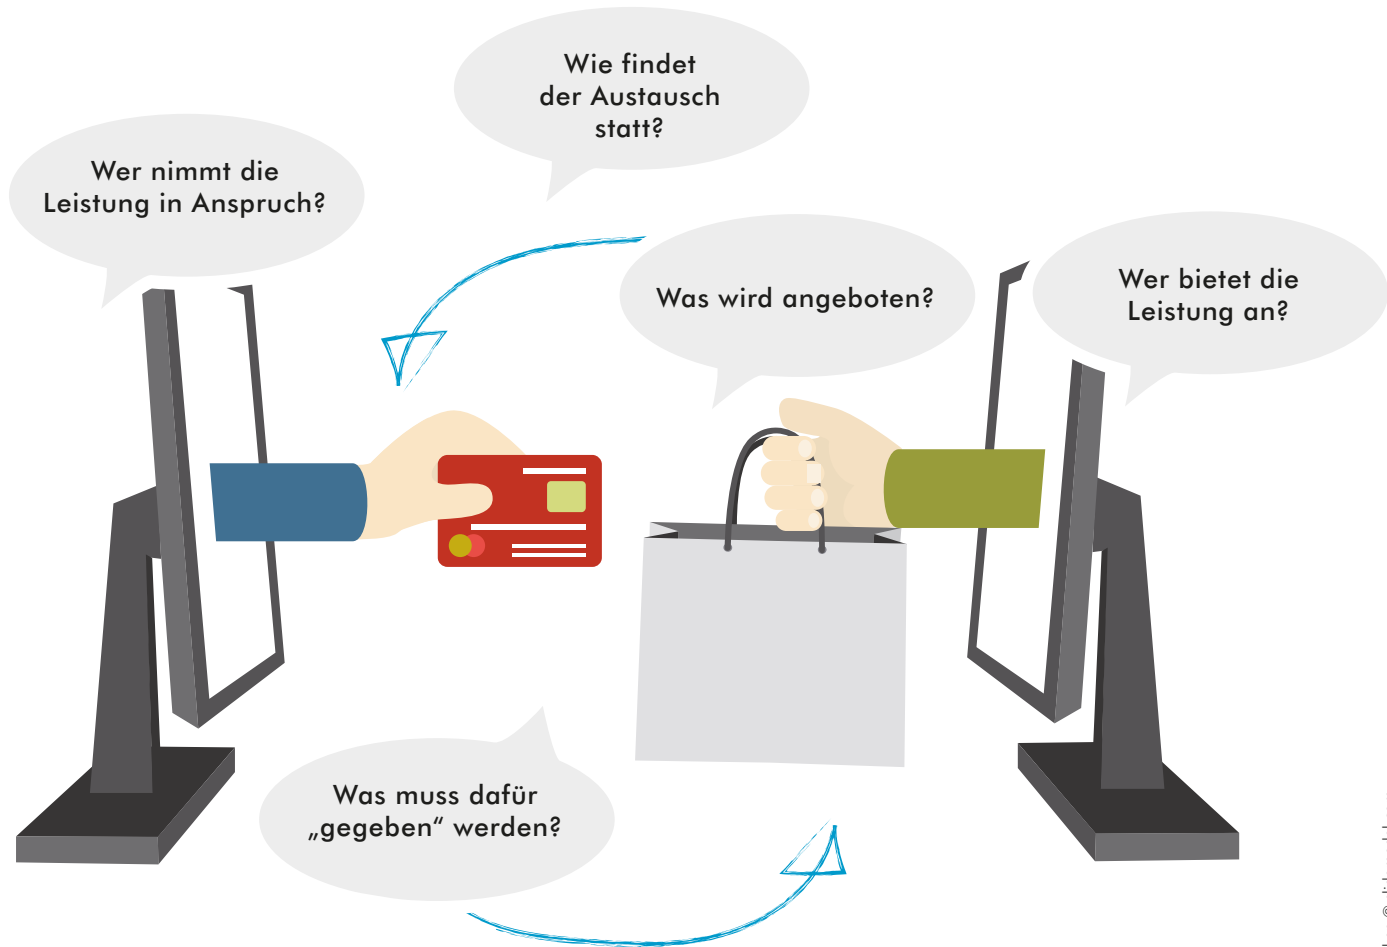 Wie findet
der Austausch
statt?
Wer nimmt die
Leistung in Anspruch?
Was wird angeboten?
Wer bietet die
Leistung an?
Was muss dafür
„gegeben“ werden?